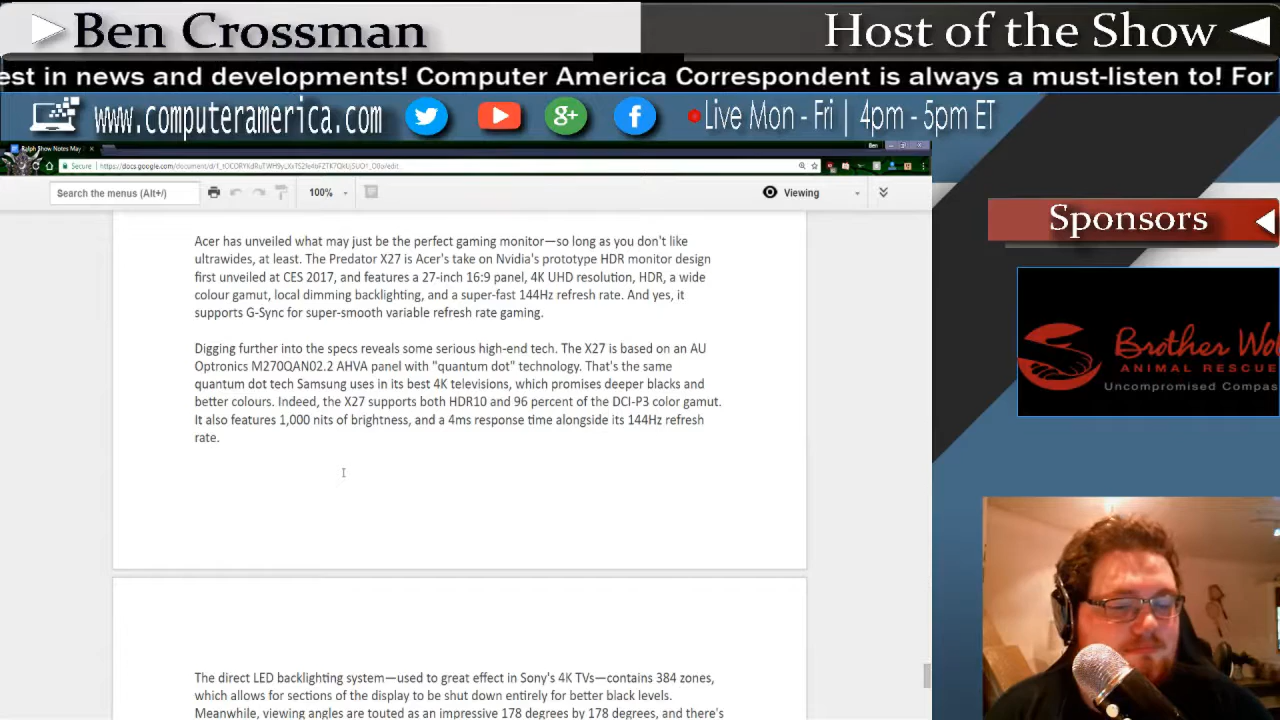 Ben Crossman
Host of the Show
est in news and developments! Computer America Correspondent is always a must-listen to! For
www.computeramerica.com
Live Mon - Fri | 4pm - 5pm ET
Ralph Show Notes May
Ben
Secure
Search the menus (Alt+/)
100%
Viewing
Acer has unveiled what may just be the perfect gaming monitor—so long as you don't like
ultrawides, at least. The Predator X27 is Acer's take on Nvidia's prototype HDR monitor design
first unveiled at CES 2017, and features a 27-inch 16:9 panel, 4K UHD resolution, HDR, a wide
colour gamut, local dimming backlighting, and a super-fast 144Hz refresh rate. And yes, it
supports G-Sync for super-smooth variable refresh rate gaming.
Digging further into the specs reveals some serious high-end tech. The X27 is based on an AU
Optronics M270QAN02.2 AHVA panel with "quantum dot" technology. That's the same
quantum dot tech Samsung uses in its best 4K televisions, which promises deeper blacks and
better colours. Indeed, the X27 supports both HDR10 and 96 percent of the DCI-P3 color gamut.
It also features 1,000 nits of brightness, and a 4ms response time alongside its 144Hz refresh
rate.
The direct LED backlighting system—used to great effect in Sony's 4K TVs—contains 384 zones,
which allows for sections of the display to be shut down entirely for better black levels.
Meanwhile, viewing angles are touted as an impressive 178 degrees by 178 degrees, and there's
Sponsors
Brother Wol
ANIMAL RESCUE
Uncompromised Compas